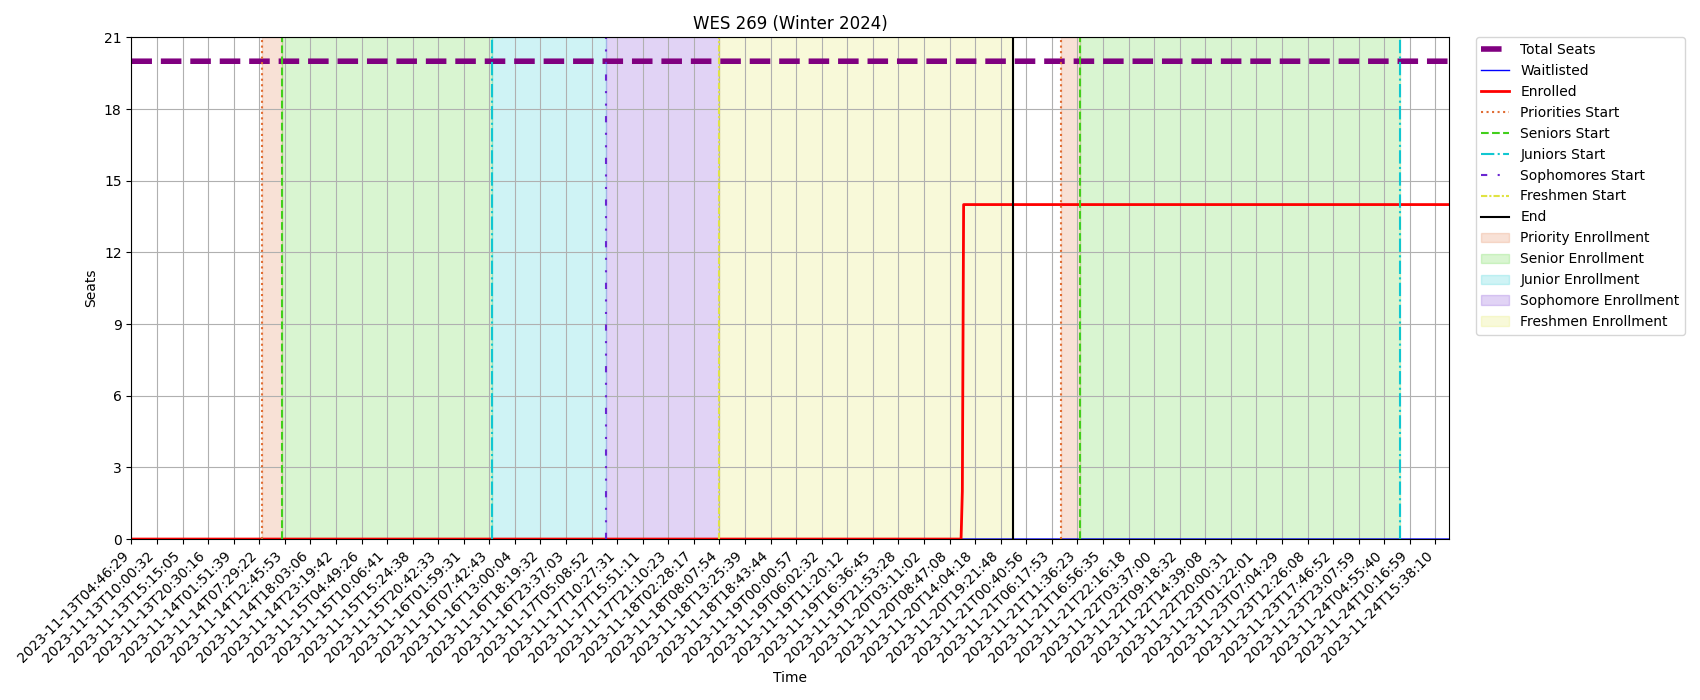 WES 269 (Winter 2024)
Seats
21
18
15
12
9
6
3
0
2023-11-13T04:46:29
2023-11-13T10:00:32
2023-11-13T15:15:05
2023-11-13T20:30:16
2023-11-14T01:51:39
2023-11-14T07:29:22
2023-11-14T12:45:53
2023-11-14T18:03:06
2023-11-14T23:19:42
2023-11-15T04:49:26
2023-11-15T10:06:41
2023-11-15T15:24:38
2023-11-15T20:42:33
2023-11-16T01:59:31
2023-11-16T07:42:43
2023-11-16T13:00:04
2023-11-16T18:19:32
2023-11-16T23:37:03
2023-11-17T05:08:52
2023-11-17T10:27:31
2023-11-17T15:51:11
2023-11-17T21:10:23
2023-11-18T02:28:17
2023-11-18T08:07:54
2023-11-18T13:25:39
2023-11-18T18:43:44
2023-11-19T00:00:57
2023-11-19T06:02:32
2023-11-19T11:20:12
2023-11-19T16:36:45
2023-11-19T21:53:28
2023-11-20T03:11:02
2023-11-20T08:47:08
2023-11-20T14:04:18
2023-11-20T19:21:48
2023-11-21T00:40:56
2023-11-21T06:17:53
2023-11-21T11:36:23
2023-11-21T16:56:35
2023-11-21T22:16:18
2023-11-22T03:37:00
2023-11-22T09:18:32
2023-11-22T14:39:08
2023-11-22T20:00:31
2023-11-23T01:22:01
2023-11-23T07:04:29
2023-11-23T12:26:08
2023-11-23T17:46:52
2023-11-23T23:07:59
2023-11-24T04:55:40
2023-11-24T10:16:59
2023-11-24T15:38:10
Time
Total Seats
Waitlisted
Enrolled
Priorities Start
Seniors Start
Juniors Start
Sophomores Start
Freshmen Start
End
Priority Enrollment
Senior Enrollment
Junior Enrollment
Sophomore Enrollment
Freshmen Enrollment